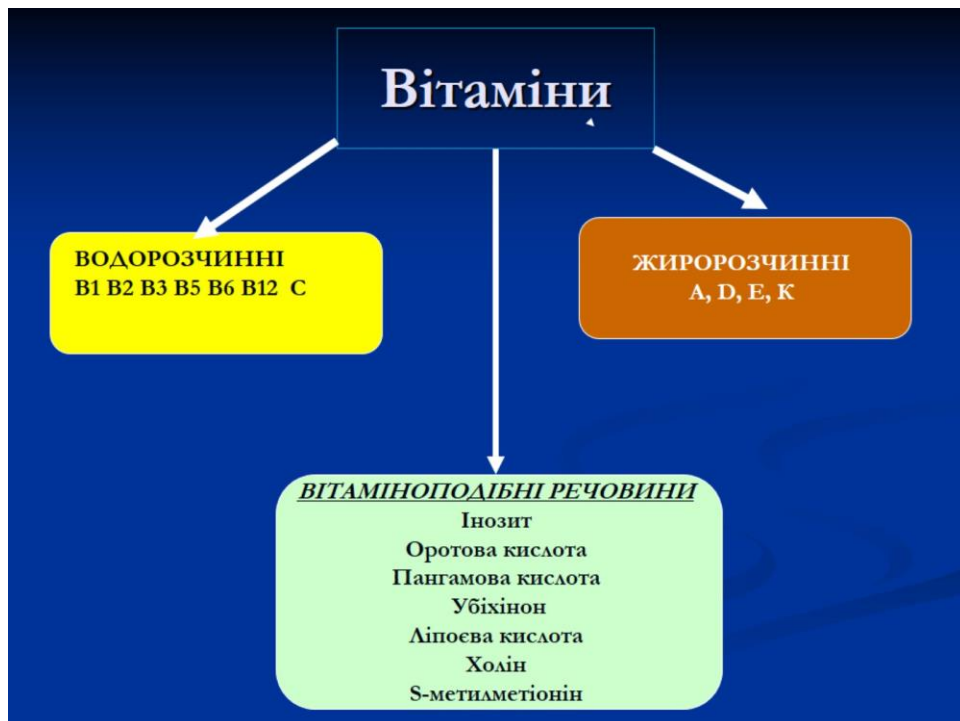 Вітаміни
ВОДОРОЗЧИННІ
В1 В2 В3 В5 В6 В12 С
ЖИРОРОЗЧИННІ
А, D, Е, К
ВІТАМІНОПОДІБНІ РЕЧОВИНИ
Інозит
Оротова кислота
Пангамова кислота
Убіхінон
Ліпоєва кислота
Холін
S-метилметіонін